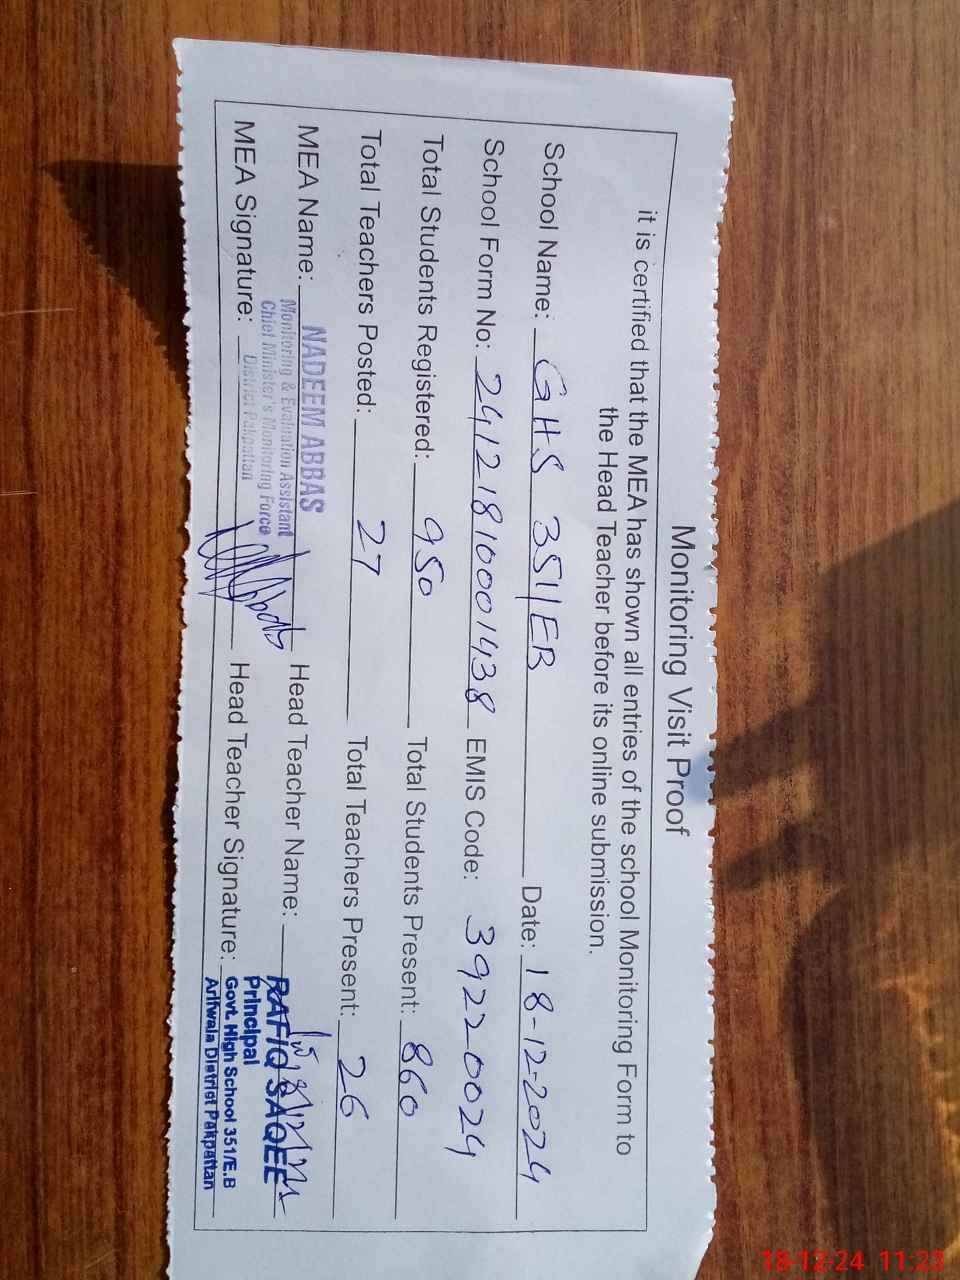 Monitoring Visit Proof
it is certified that the MEA has shown all entries of the school Monitoring Form to
the Head Teacher before its online submission.
School Name: GHS 351/EB Date: 18-12-2024
School Form No: 24121810001438 EMIS Code: 39220024
Total Students Registered: 950 Total Students Present: 860
Total Teachers Posted: 27 Total Teachers Present: 26
MEA Name: NADEEM ABBAS Head Teacher Name: RAFIQ SAQEE
Monitoring & Evaluation Assistant
Chief Minister's Monitoring Force
District Pakpattan
MEA Signature: Head Teacher Signature:
Principal
Govt. High School 351/E.B
Arifwala District Pakpattan
18-12-24 11:23